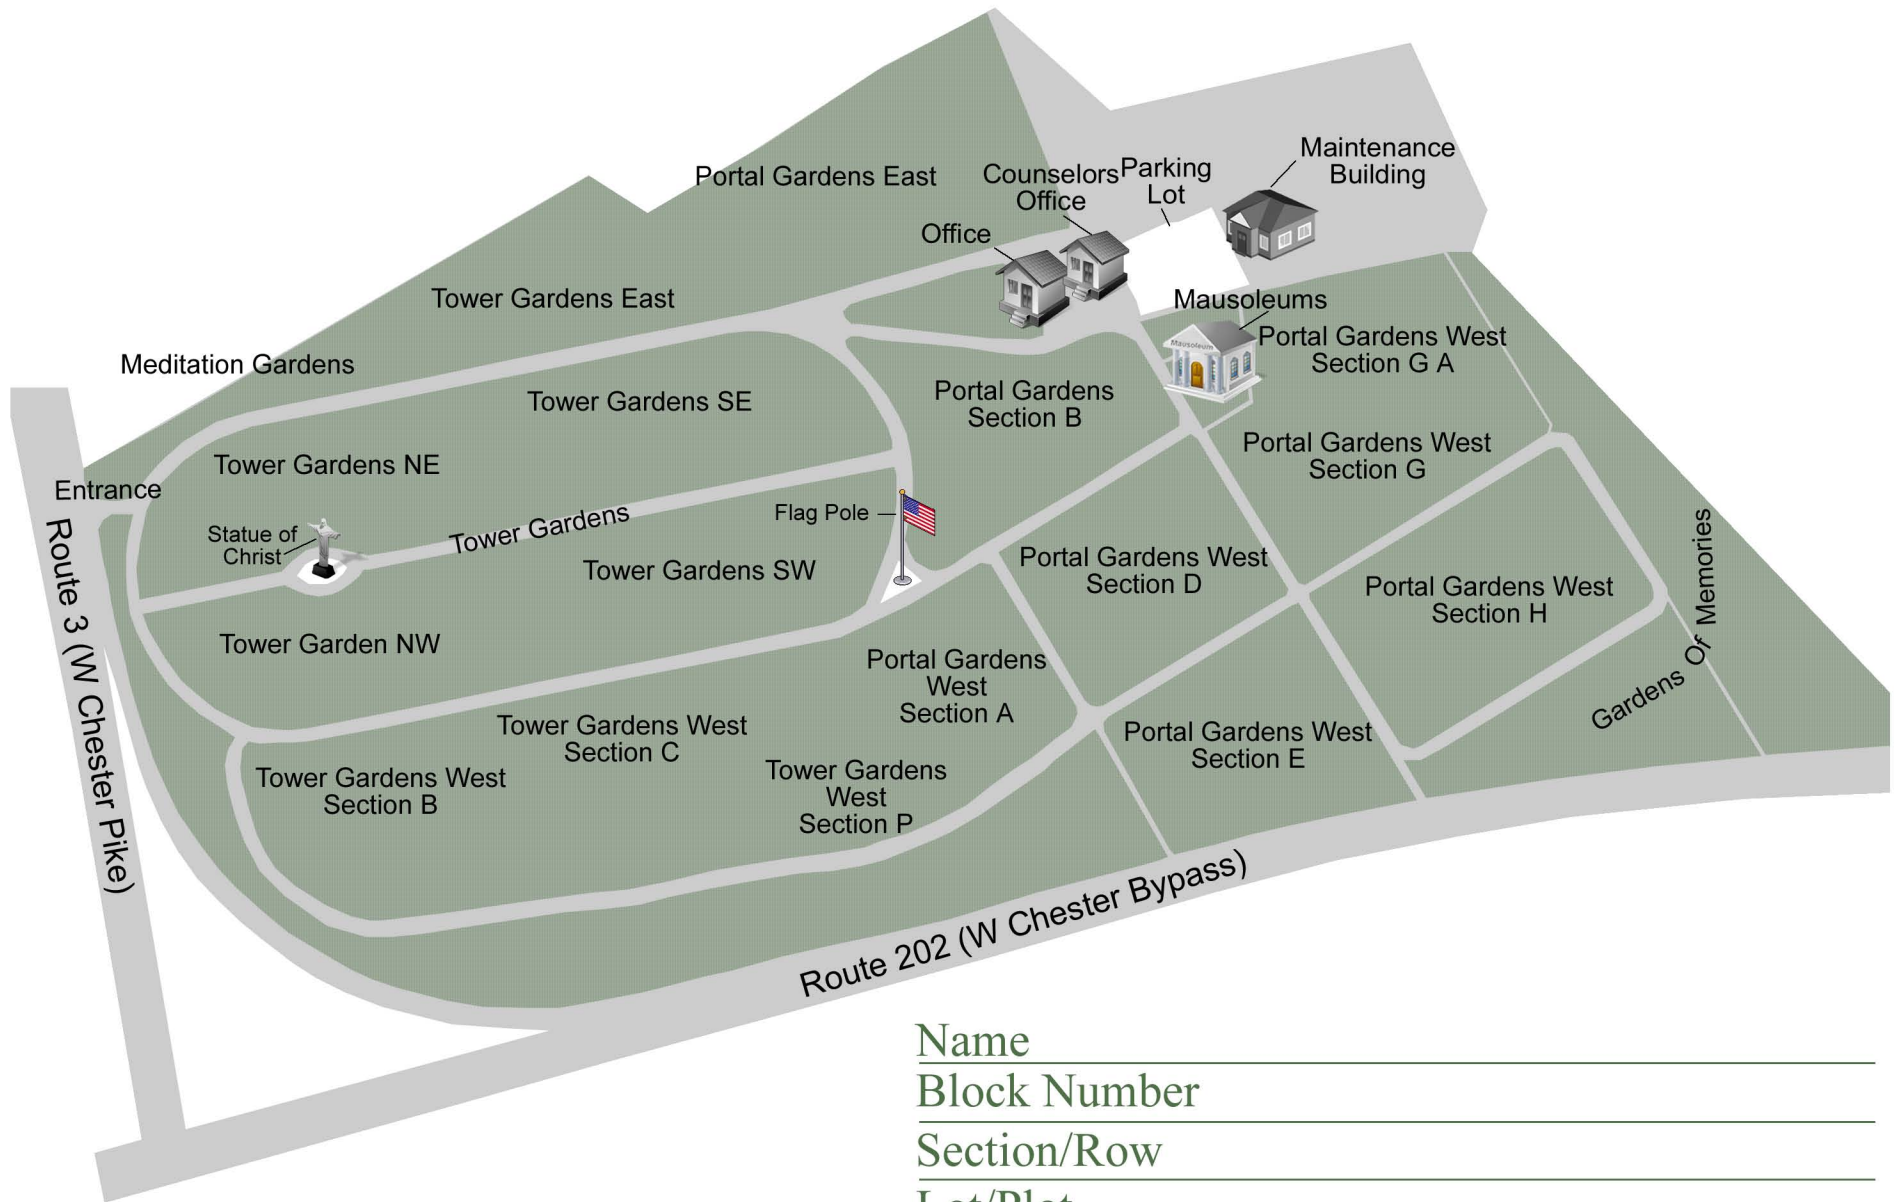 Portal Gardens East
Counselors
Office
Parking
Lot
Maintenance
Building
Office
Tower Gardens East
Mausoleums
Mausoleum
Portal Gardens West
Section G A
Meditation Gardens
Tower Gardens SE
Portal Gardens
Section B
Portal Gardens West
Section G
Tower Gardens NE
Entrance
Flag Pole
Statue of
Christ
Tower Gardens
Tower Gardens SW
Portal Gardens West
Section D
Portal Gardens West
Section H
Gardens Of Memories
Route 3 (W Chester Pike)
Tower Garden NW
Portal Gardens
West
Section A
Tower Gardens West
Section C
Portal Gardens West
Section E
Tower Gardens West
Section B
Tower Gardens
West
Section P
Route 202 (W Chester Bypass)
Name
Block Number
Section/Row
Lot/Plot